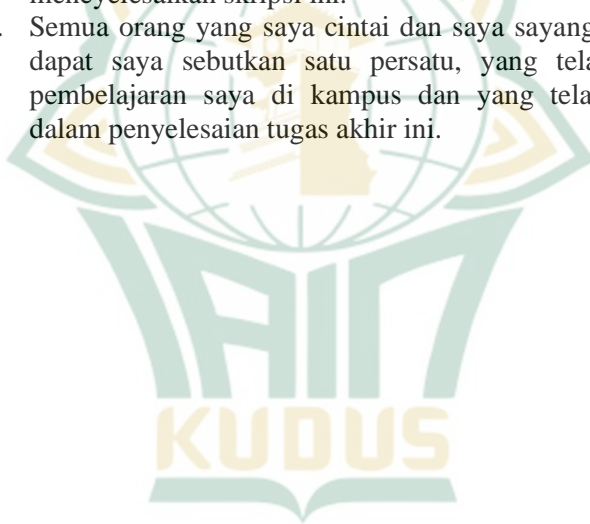 menyelesaikan skripsi ini.
. Semua orang yang saya cintai dan saya sayang
dapat saya sebutkan satu persatu, yang tela
pembelajaran saya di kampus dan yang tela
dalam penyelesaian tugas akhir ini.
IAIN
KUDUS